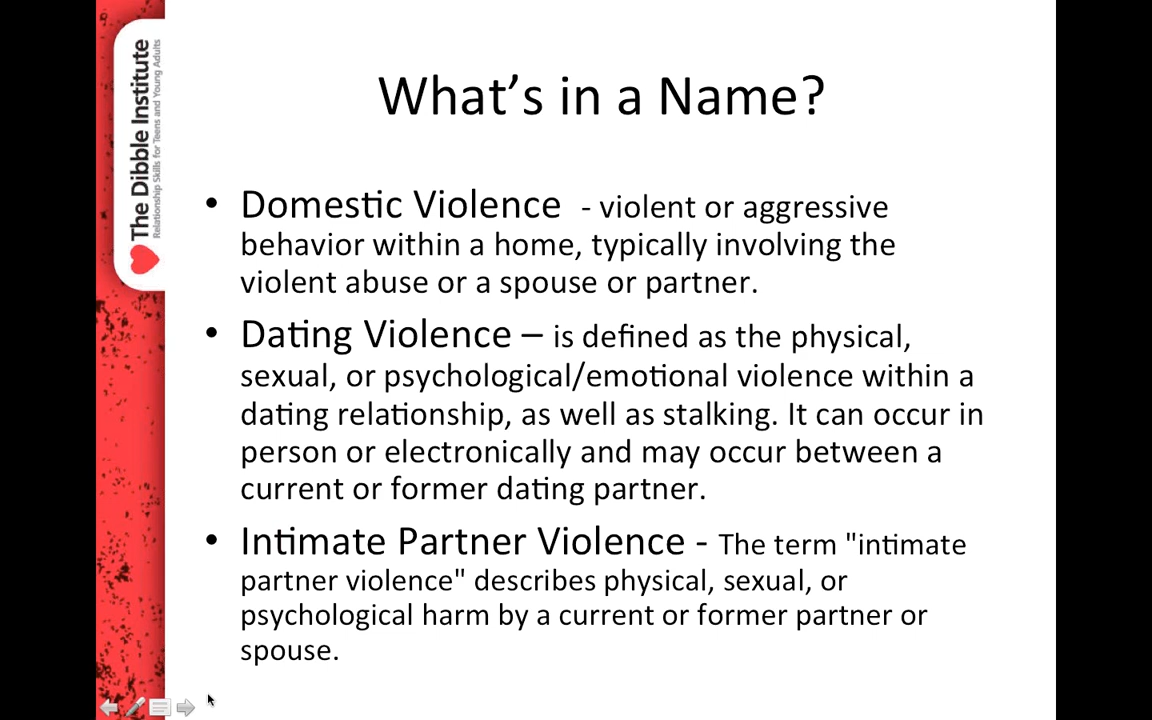 The Dibble Institute
Relationship Skills for Teens and Young Adults
What's in a Name?
• Domestic Violence - violent or aggressive
behavior within a home, typically involving the
violent abuse or a spouse or partner.
• Dating Violence – is defined as the physical,
sexual, or psychological/emotional violence within a
dating relationship, as well as stalking. It can occur in
person or electronically and may occur between a
current or former dating partner.
• Intimate Partner Violence - The term "intimate
partner violence" describes physical, sexual, or
psychological harm by a current or former partner or
spouse.